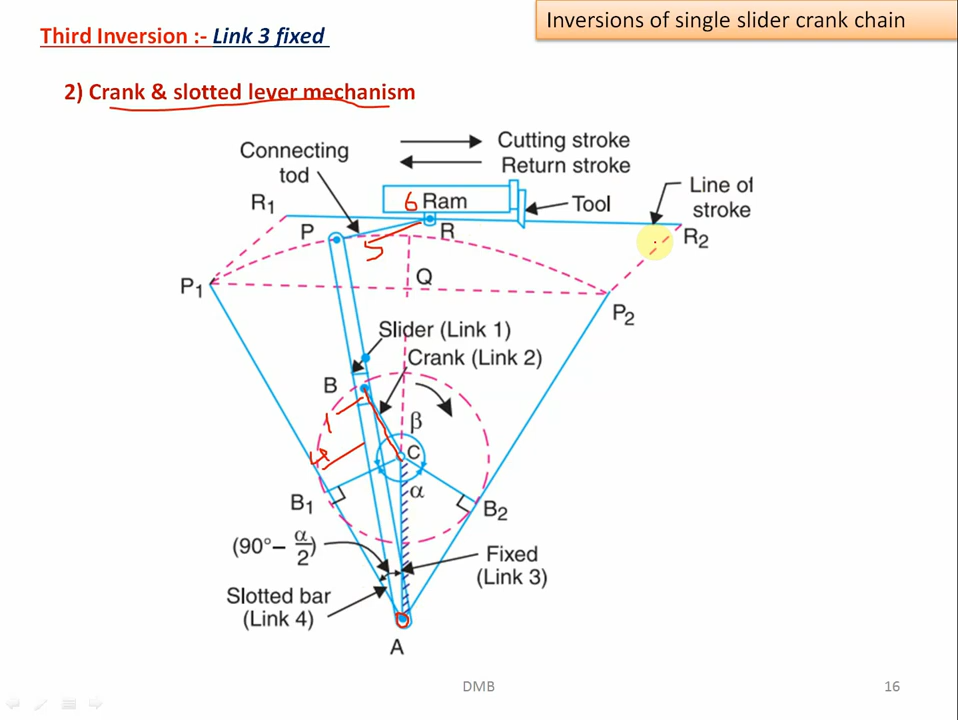 Inversions of single slider crank chain
Third Inversion :- Link 3 fixed
2) Crank & slotted lever mechanism
Cutting stroke
Return stroke
Connecting
tod
Line of
stroke
R1
6 Ram
Tool
P
R
R2
5
P1
Q
P2
Slider (Link 1)
Crank (Link 2)
B
1
β
4
C
α
B1
B2
(90°– α/2)
Fixed
(Link 3)
Slotted bar
(Link 4)
A
DMB
16